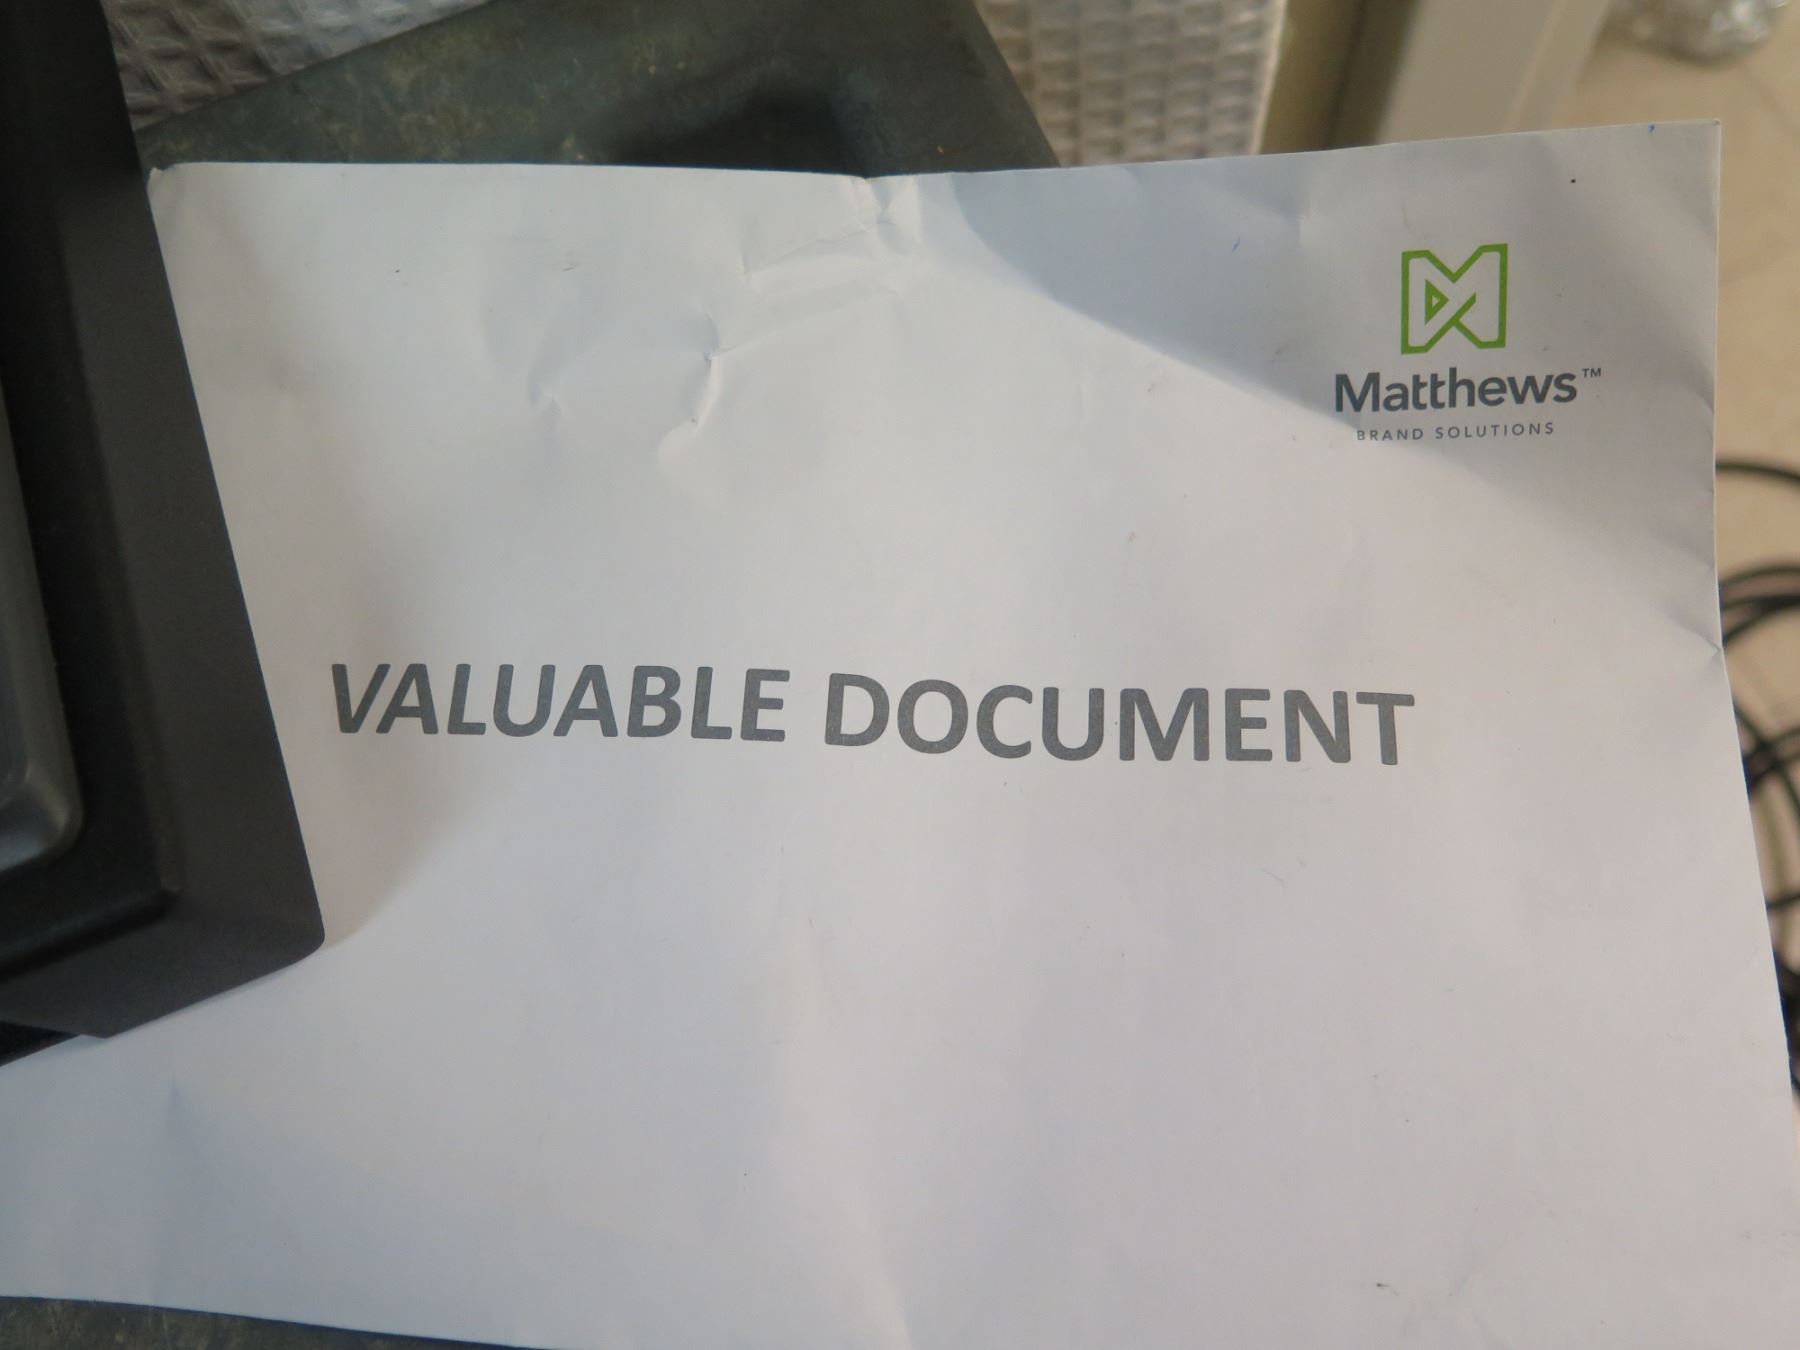 Matthews™
BRAND SOLUTIONS
VALUABLE DOCUMENT